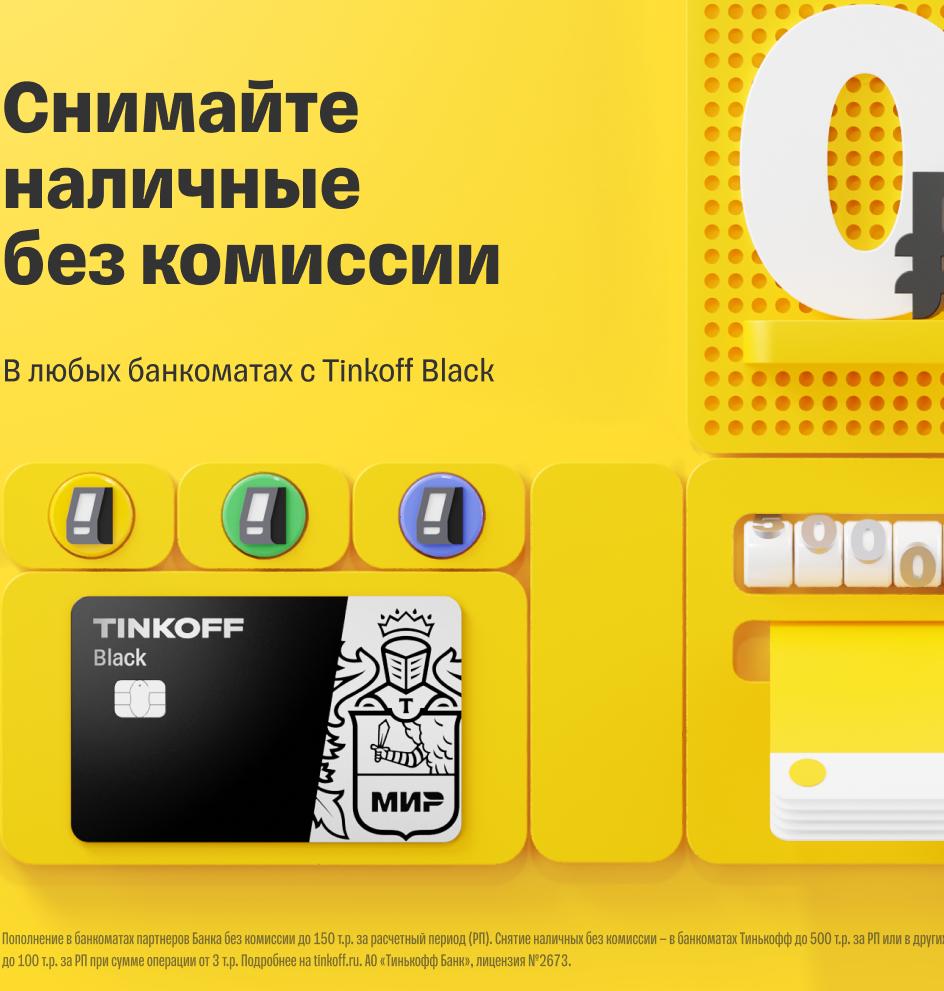 Снимайте
наличные
без комиссии
0 ₽
В любых банкоматах с Tinkoff Black
5000
TINKOFF
Black
T
МИР
Пополнение в банкоматах партнеров Банка без комиссии до 150 т.р. за расчетный период (РП). Снятие наличных без комиссии – в банкоматах Тинькофф до 500 т.р. за РП или в других
до 100 т.р. за РП при сумме операции от 3 т.р. Подробнее на tinkoff.ru. АО «Тинькофф Банк», лицензия №2673.